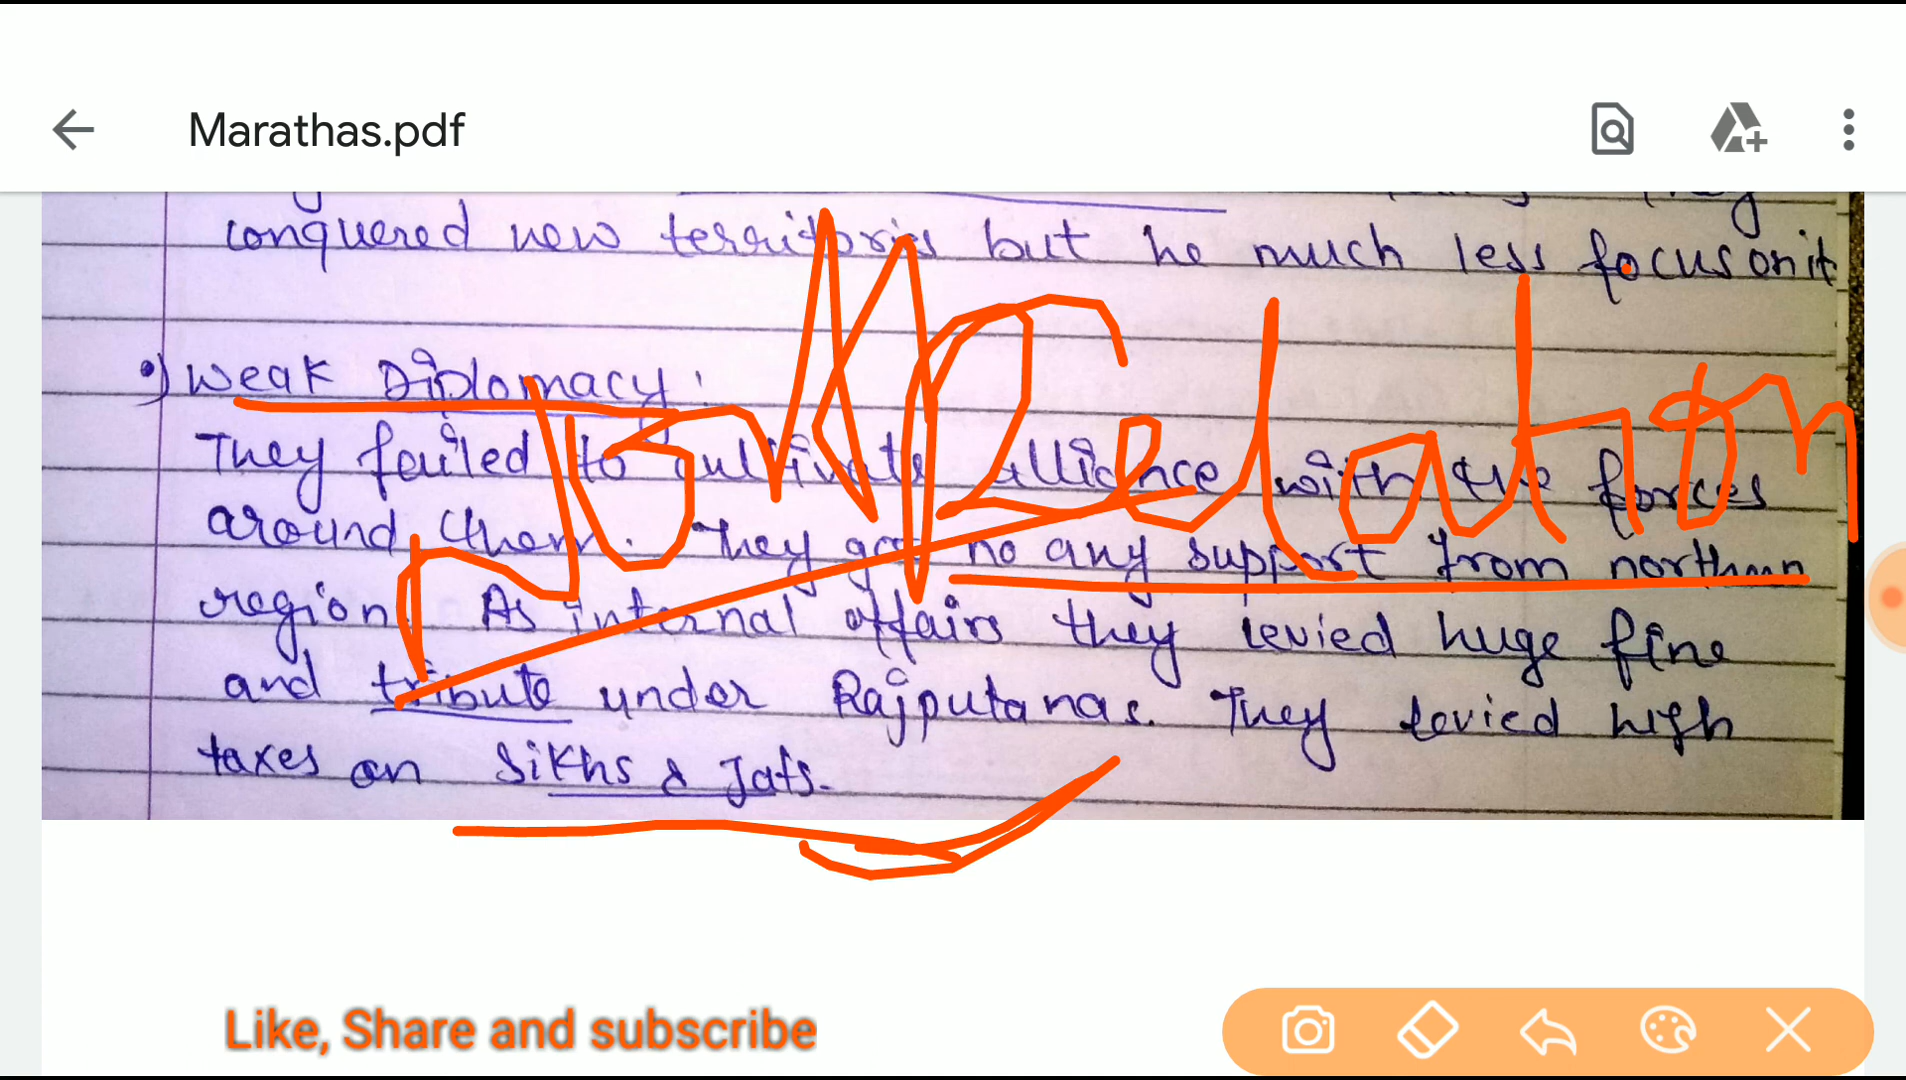 Marathas.pdf
conquered new territories but he much less focus on it
Weak Diplomacy:
They failed to cultivate alliance with the forces
around them. They got no any support from northern
region. As internal affairs they levied huge fine
and tribute under Rajputanas. They levied high
taxes on Sikhs & Jats.
Relation
Like, Share and subscribe